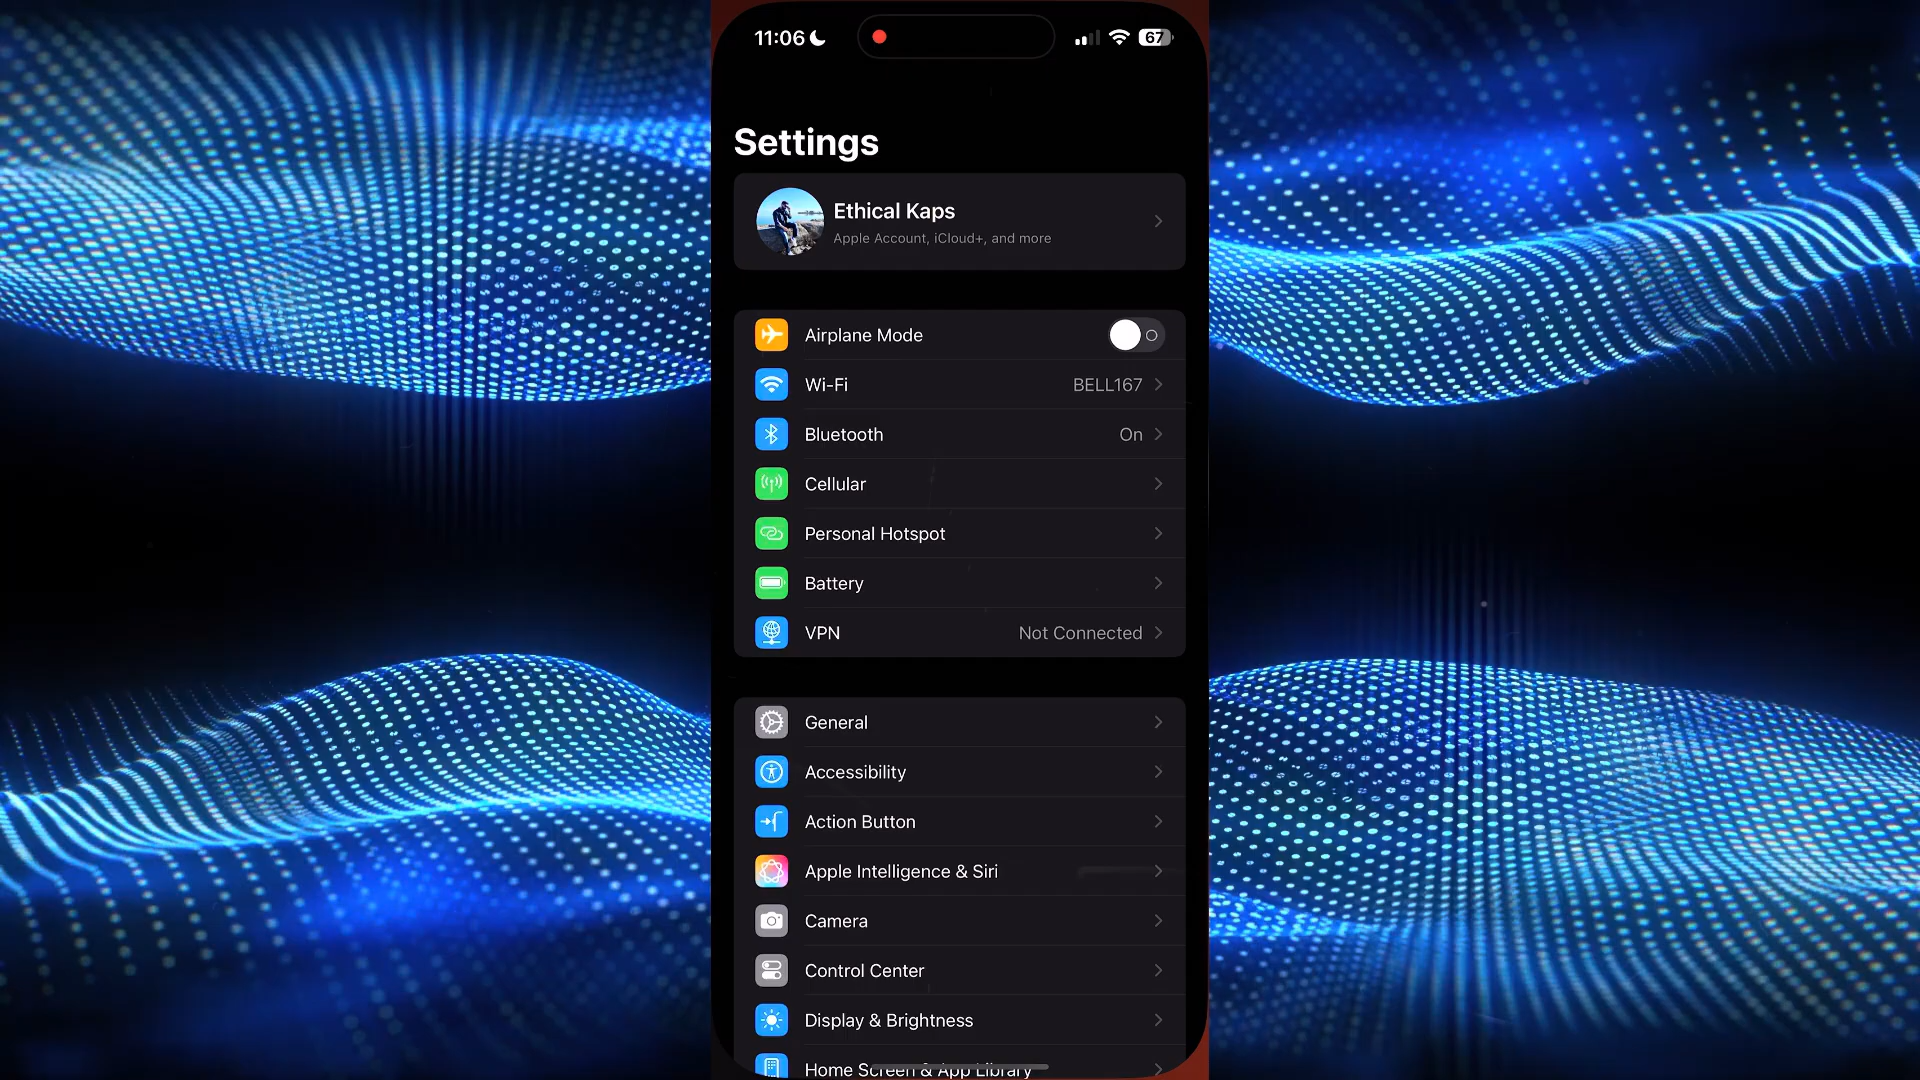 11:06
67
Settings
Ethical Kaps
Apple Account, iCloud+, and more
Airplane Mode
Wi-Fi BELL167
Bluetooth On
Cellular
Personal Hotspot
Battery
VPN Not Connected
General
Accessibility
Action Button
Apple Intelligence & Siri
Camera
Control Center
Display & Brightness
Home Screen & App Library